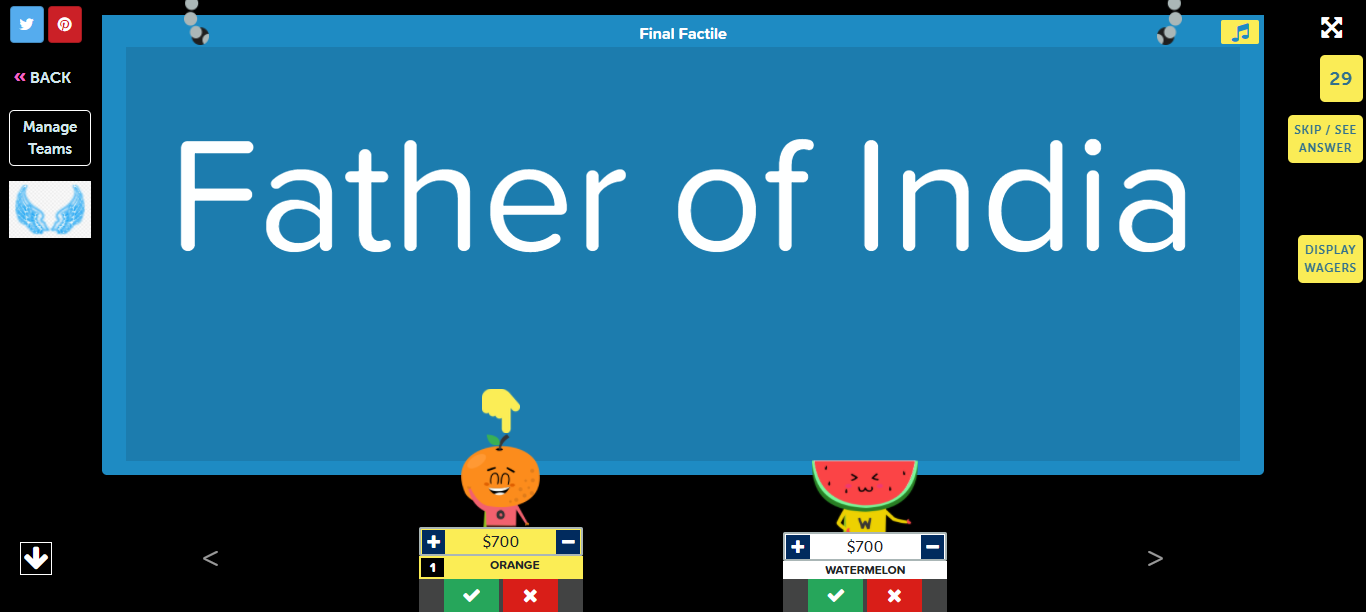 Final Factile
« BACK
29
Manage
Teams
SKIP / SEE
ANSWER
Father of India
DISPLAY
WAGERS
O
W
+ $700 −
+ $700 −
1 ORANGE
WATERMELON
< >